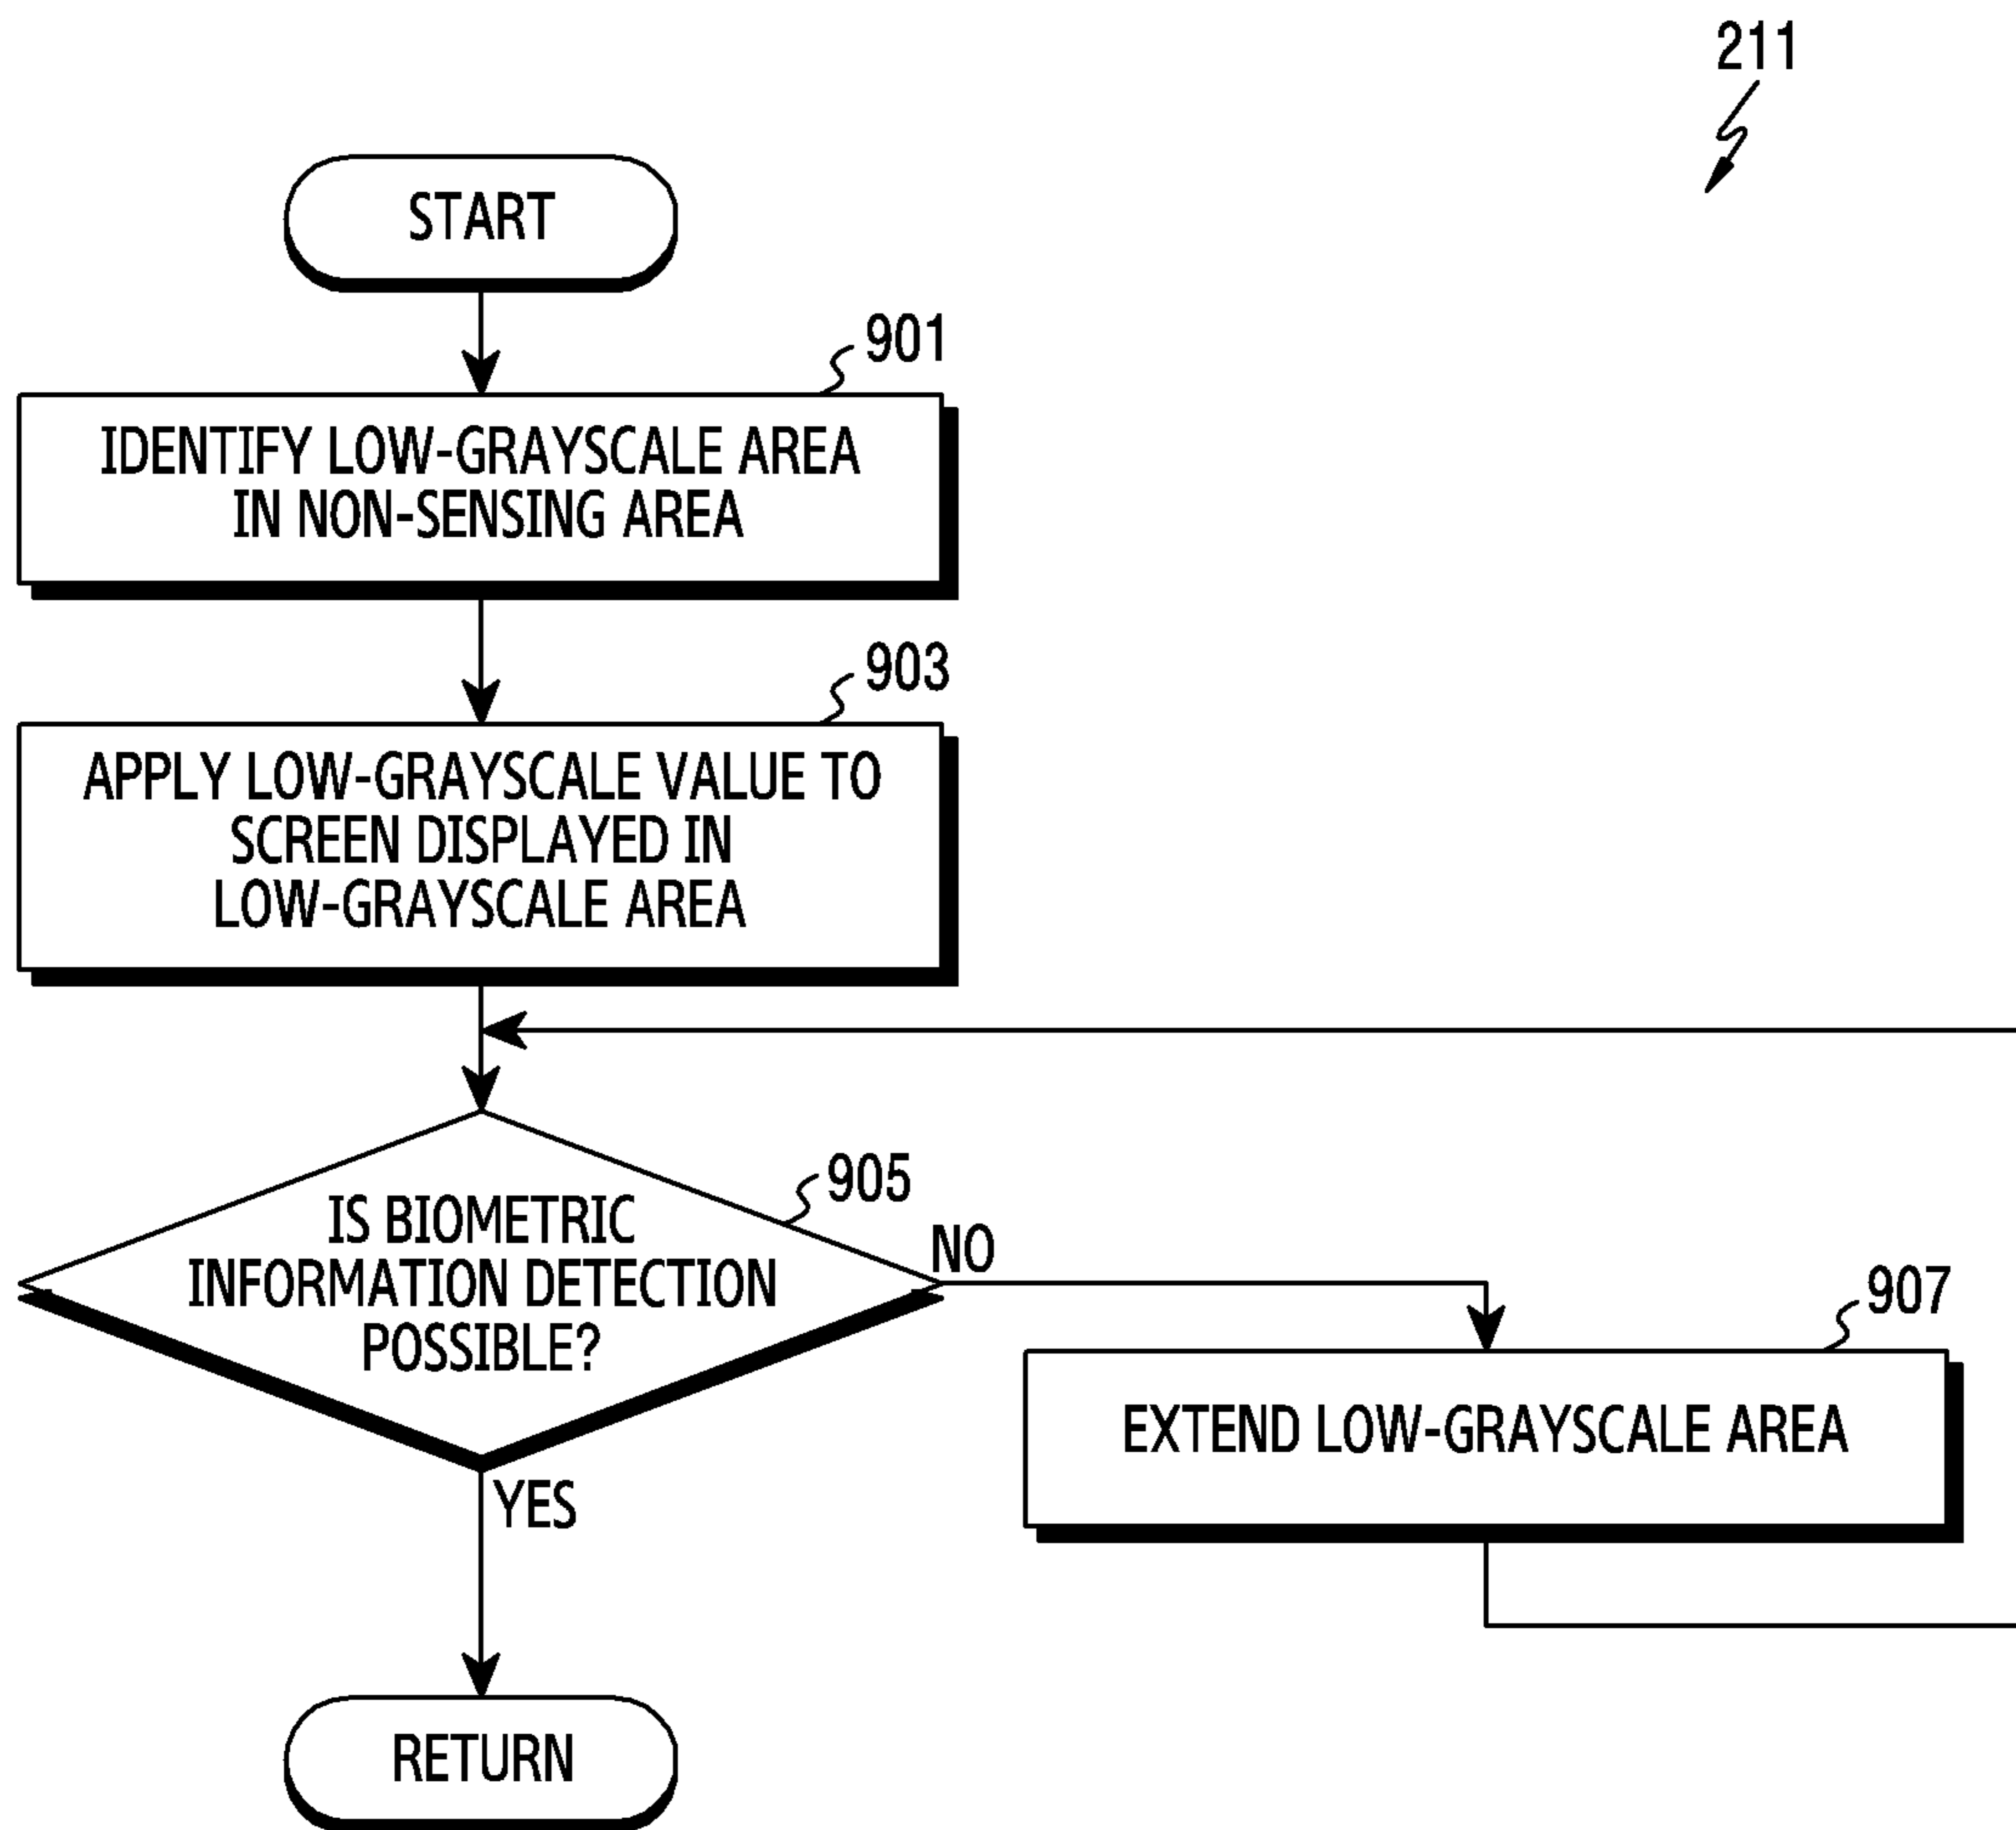 211
START
901
IDENTIFY LOW-GRAYSCALE AREA
IN NON-SENSING AREA
903
APPLY LOW-GRAYSCALE VALUE TO
SCREEN DISPLAYED IN
LOW-GRAYSCALE AREA
905
IS BIOMETRIC
INFORMATION DETECTION
POSSIBLE?
NO
907
EXTEND LOW-GRAYSCALE AREA
YES
RETURN